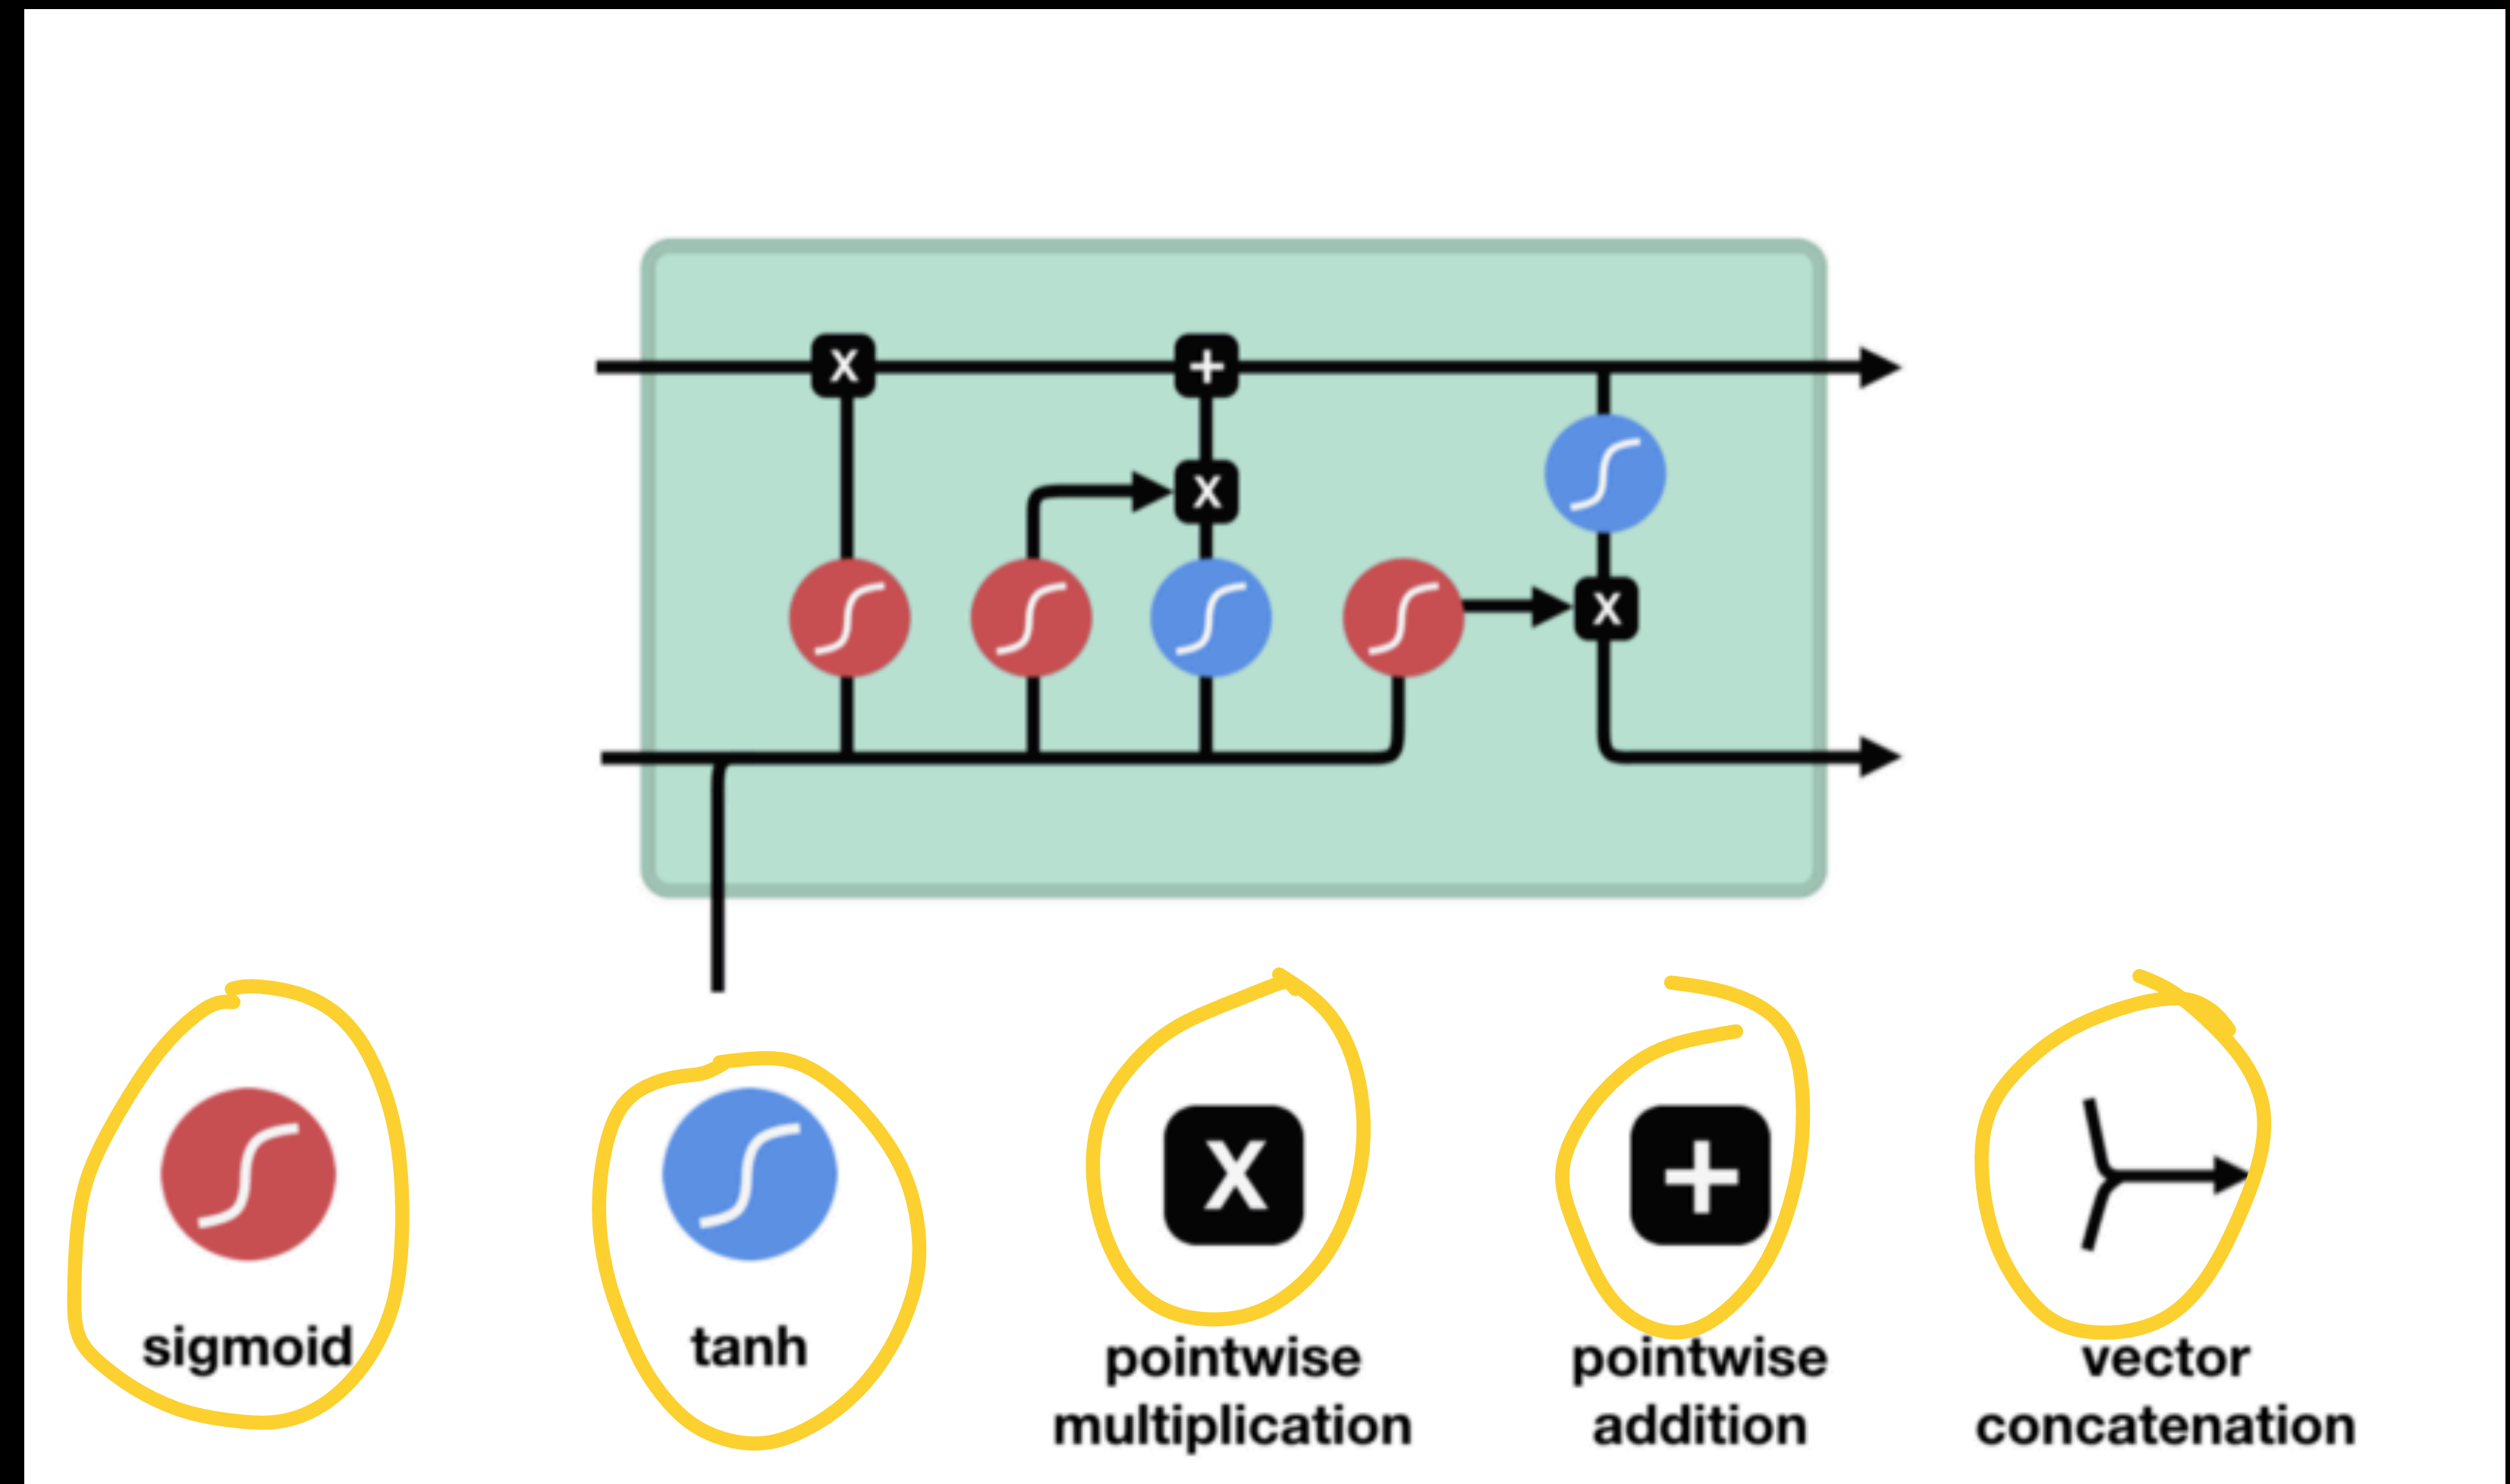 X
+
X
X
sigmoid
tanh
X
pointwise
multiplication
+
pointwise
addition
vector
concatenation